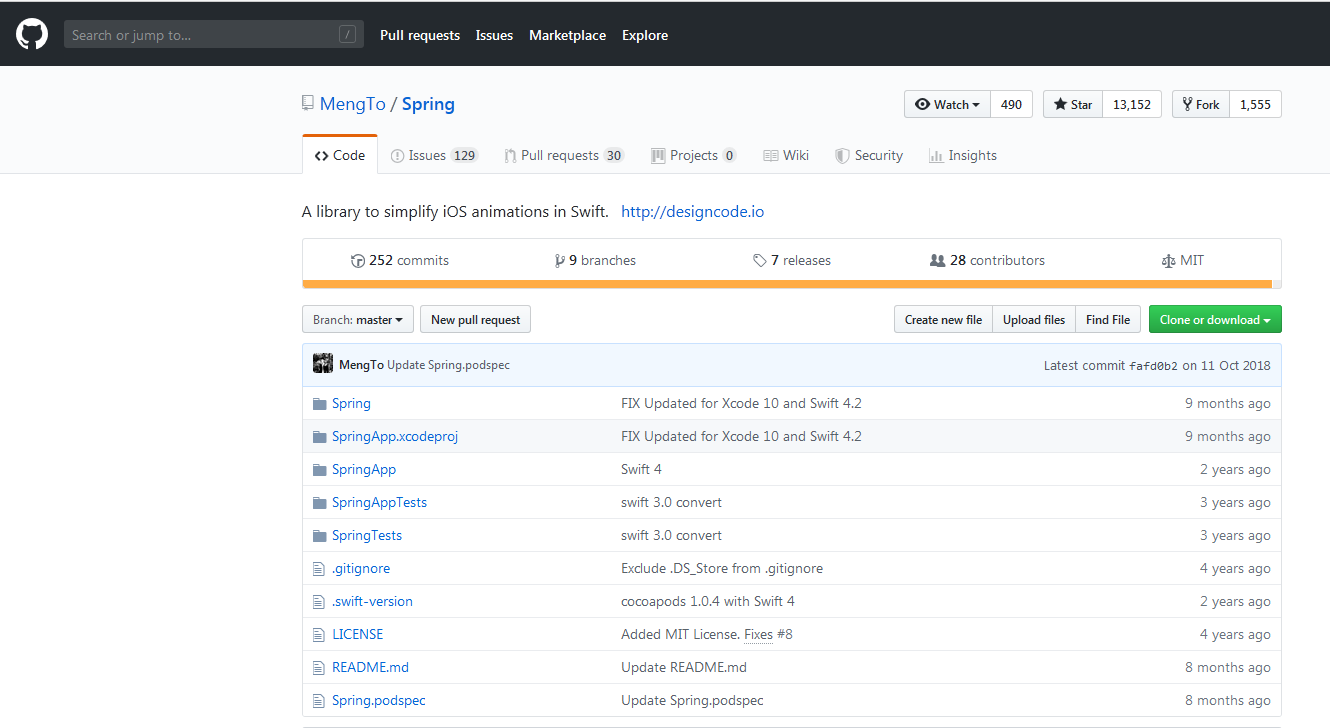 Search or jump to... /
Pull requests Issues Marketplace Explore
MengTo / Spring
Watch 490 Star 13,152 Fork 1,555
Code Issues 129 Pull requests 30 Projects 0 Wiki Security Insights
A library to simplify iOS animations in Swift. http://designcode.io
252 commits 9 branches 7 releases 28 contributors MIT
Branch: master New pull request Create new file Upload files Find File Clone or download
MengTo Update Spring.podspec Latest commit fafd0b2 on 11 Oct 2018
Spring FIX Updated for Xcode 10 and Swift 4.2 9 months ago
SpringApp.xcodeproj FIX Updated for Xcode 10 and Swift 4.2 9 months ago
SpringApp Swift 4 2 years ago
SpringAppTests swift 3.0 convert 3 years ago
SpringTests swift 3.0 convert 3 years ago
.gitignore Exclude .DS_Store from .gitignore 4 years ago
.swift-version cocoapods 1.0.4 with Swift 4 2 years ago
LICENSE Added MIT License. Fixes #8 4 years ago
README.md Update README.md 8 months ago
Spring.podspec Update Spring.podspec 8 months ago